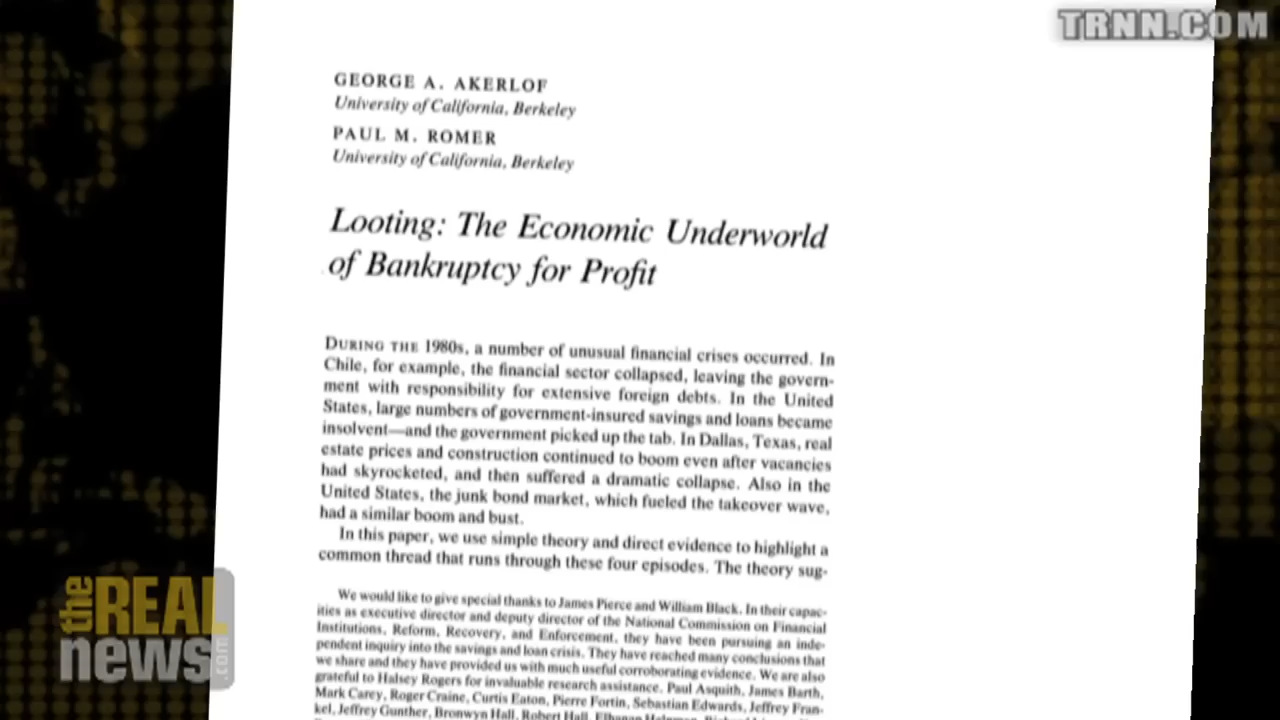 TRNN.COM
GEORGE A. AKERLOF
University of California, Berkeley
PAUL M. ROMER
University of California, Berkeley
Looting: The Economic Underworld
of Bankruptcy for Profit
DURING THE 1980s, a number of unusual financial crises occurred. In
Chile, for example, the financial sector collapsed, leaving the govern-
ment with responsibility for extensive foreign debts. In the United
States, large numbers of government-insured savings and loans became
insolvent—and the government picked up the tab. In Dallas, Texas, real
estate prices and construction continued to boom even after vacancies
had skyrocketed, and then suffered a dramatic collapse. Also in the
United States, the junk bond market, which fueled the takeover wave,
had a similar boom and bust.
In this paper, we use simple theory and direct evidence to highlight a
common thread that runs through these four episodes. The theory sug-
We would like to give special thanks to James Pierce and William Black. In their capac-
ities as executive director and deputy director of the National Commission on Financial
Institutions, Reform, Recovery, and Enforcement, they have been pursuing an inde-
pendent inquiry into the savings and loan crisis. They have reached many conclusions that
we share and they have provided us with much useful corroborating evidence. We are also
grateful to Halsey Rogers for invaluable research assistance. Paul Asquith, James Barth,
Mark Carey, Roger Craine, Curtis Eaton, Pierre Fortin, Sebastian Edwards, Jeffrey Fran-
kel, Jeffrey Gunther, Bronwyn Hall, Robert Hall,
the REAL
news.com